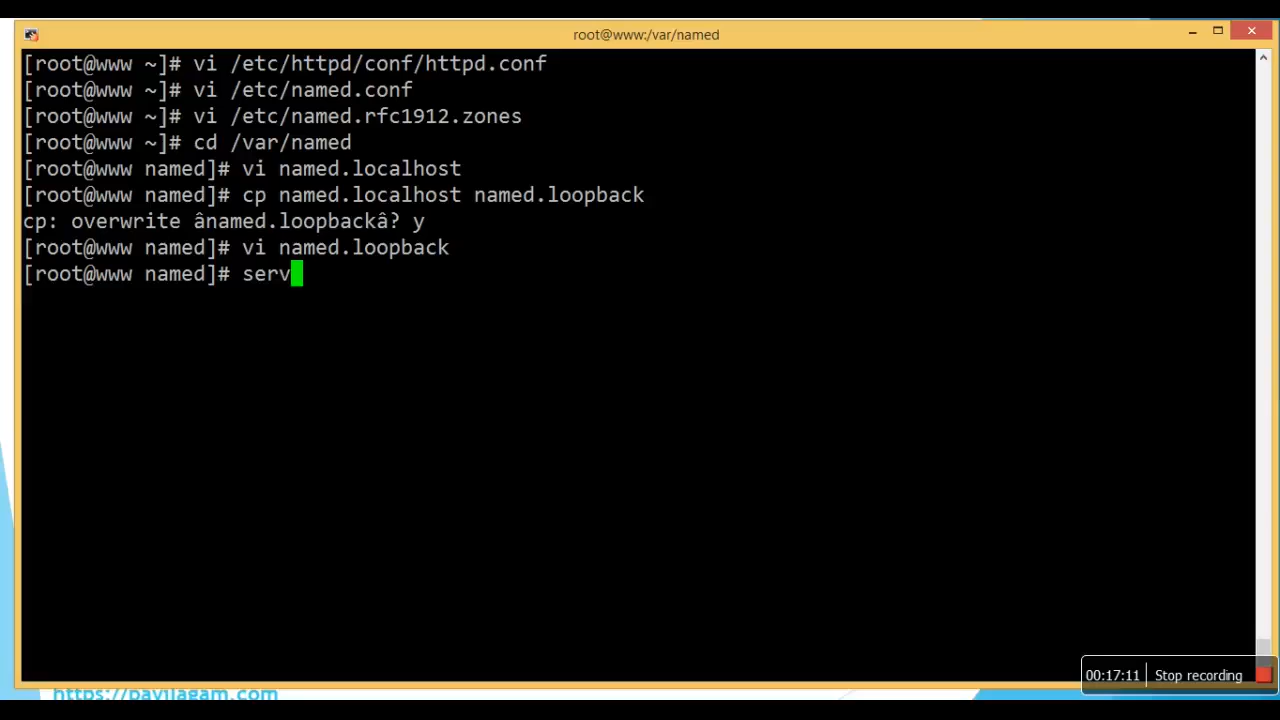 root@www:/var/named
[root@www ~]# vi /etc/httpd/conf/httpd.conf
[root@www ~]# vi /etc/named.conf
[root@www ~]# vi /etc/named.rfc1912.zones
[root@www ~]# cd /var/named
[root@www named]# vi named.localhost
[root@www named]# cp named.localhost named.loopback
cp: overwrite ânamed.loopbackâ? y
[root@www named]# vi named.loopback
[root@www named]# serv
00:17:11 Stop recording
https://payilagam.com